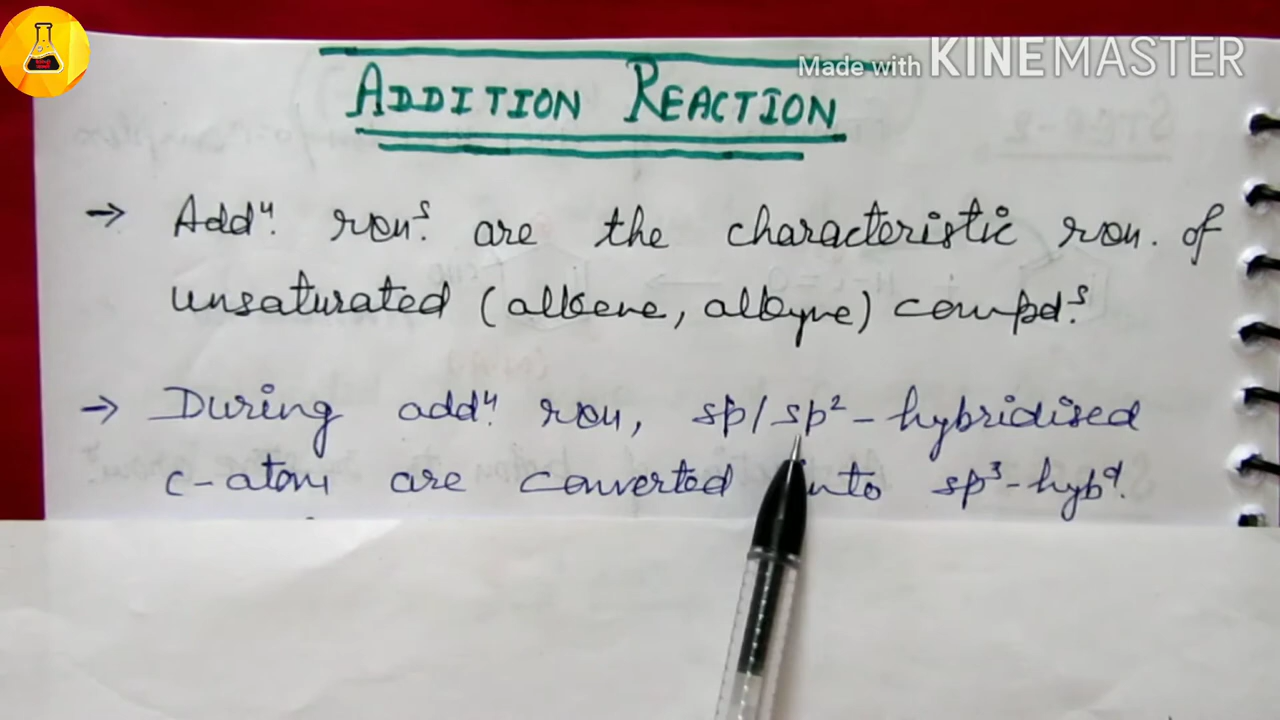 Made with KINEMASTER
ADDITION REACTION
→ Addⁿ. rxnˢ. are the characteristic rxn. of
unsaturated (alkene, alkyne) compdˢ.
→ During addⁿ. rxn, sp/sp²-hybridised
c-atom are converted into sp³-hybᵈ.